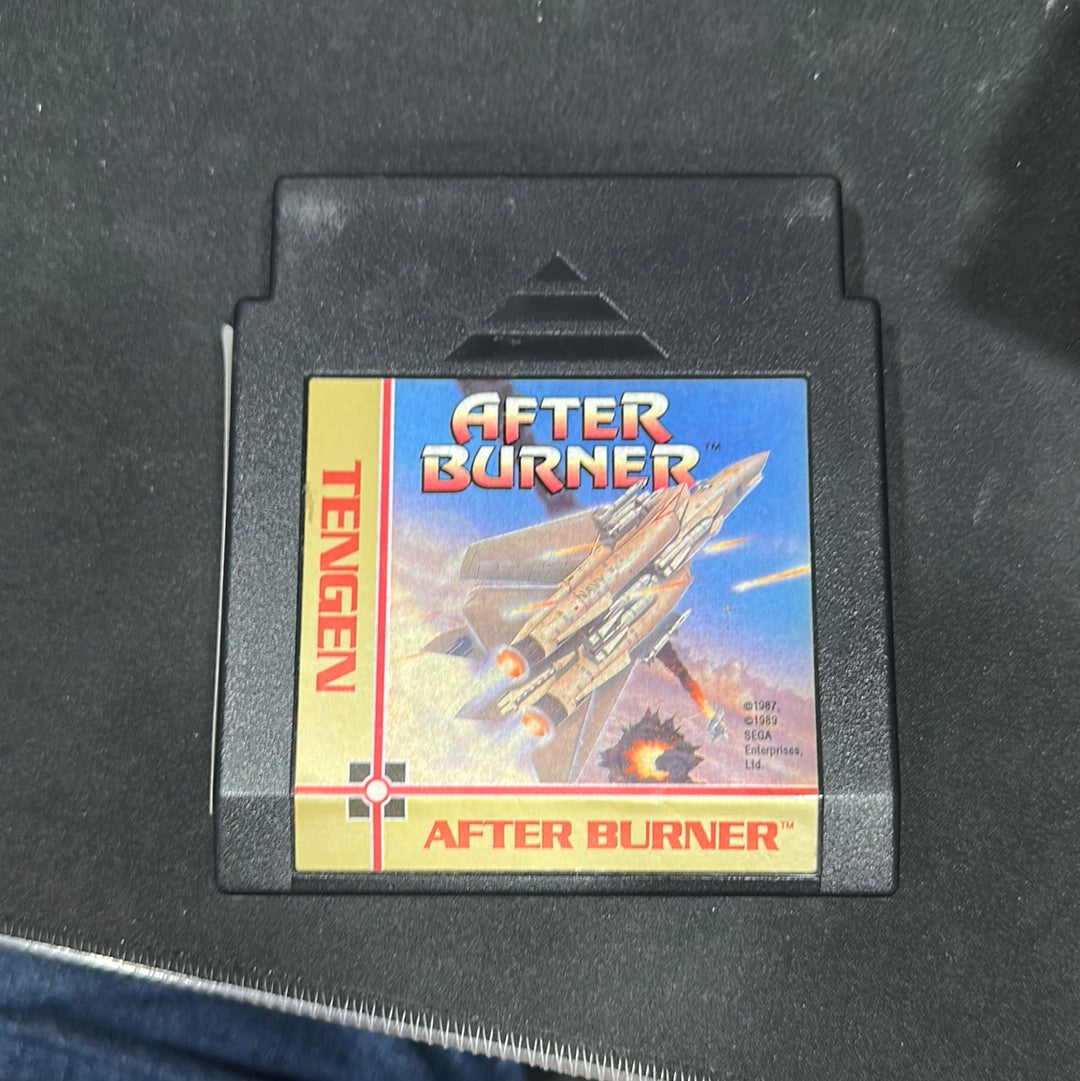 AFTER
BURNER™
TENGEN
©1987,
©1989
SEGA
Enterprises,
Ltd.
AFTER BURNER™